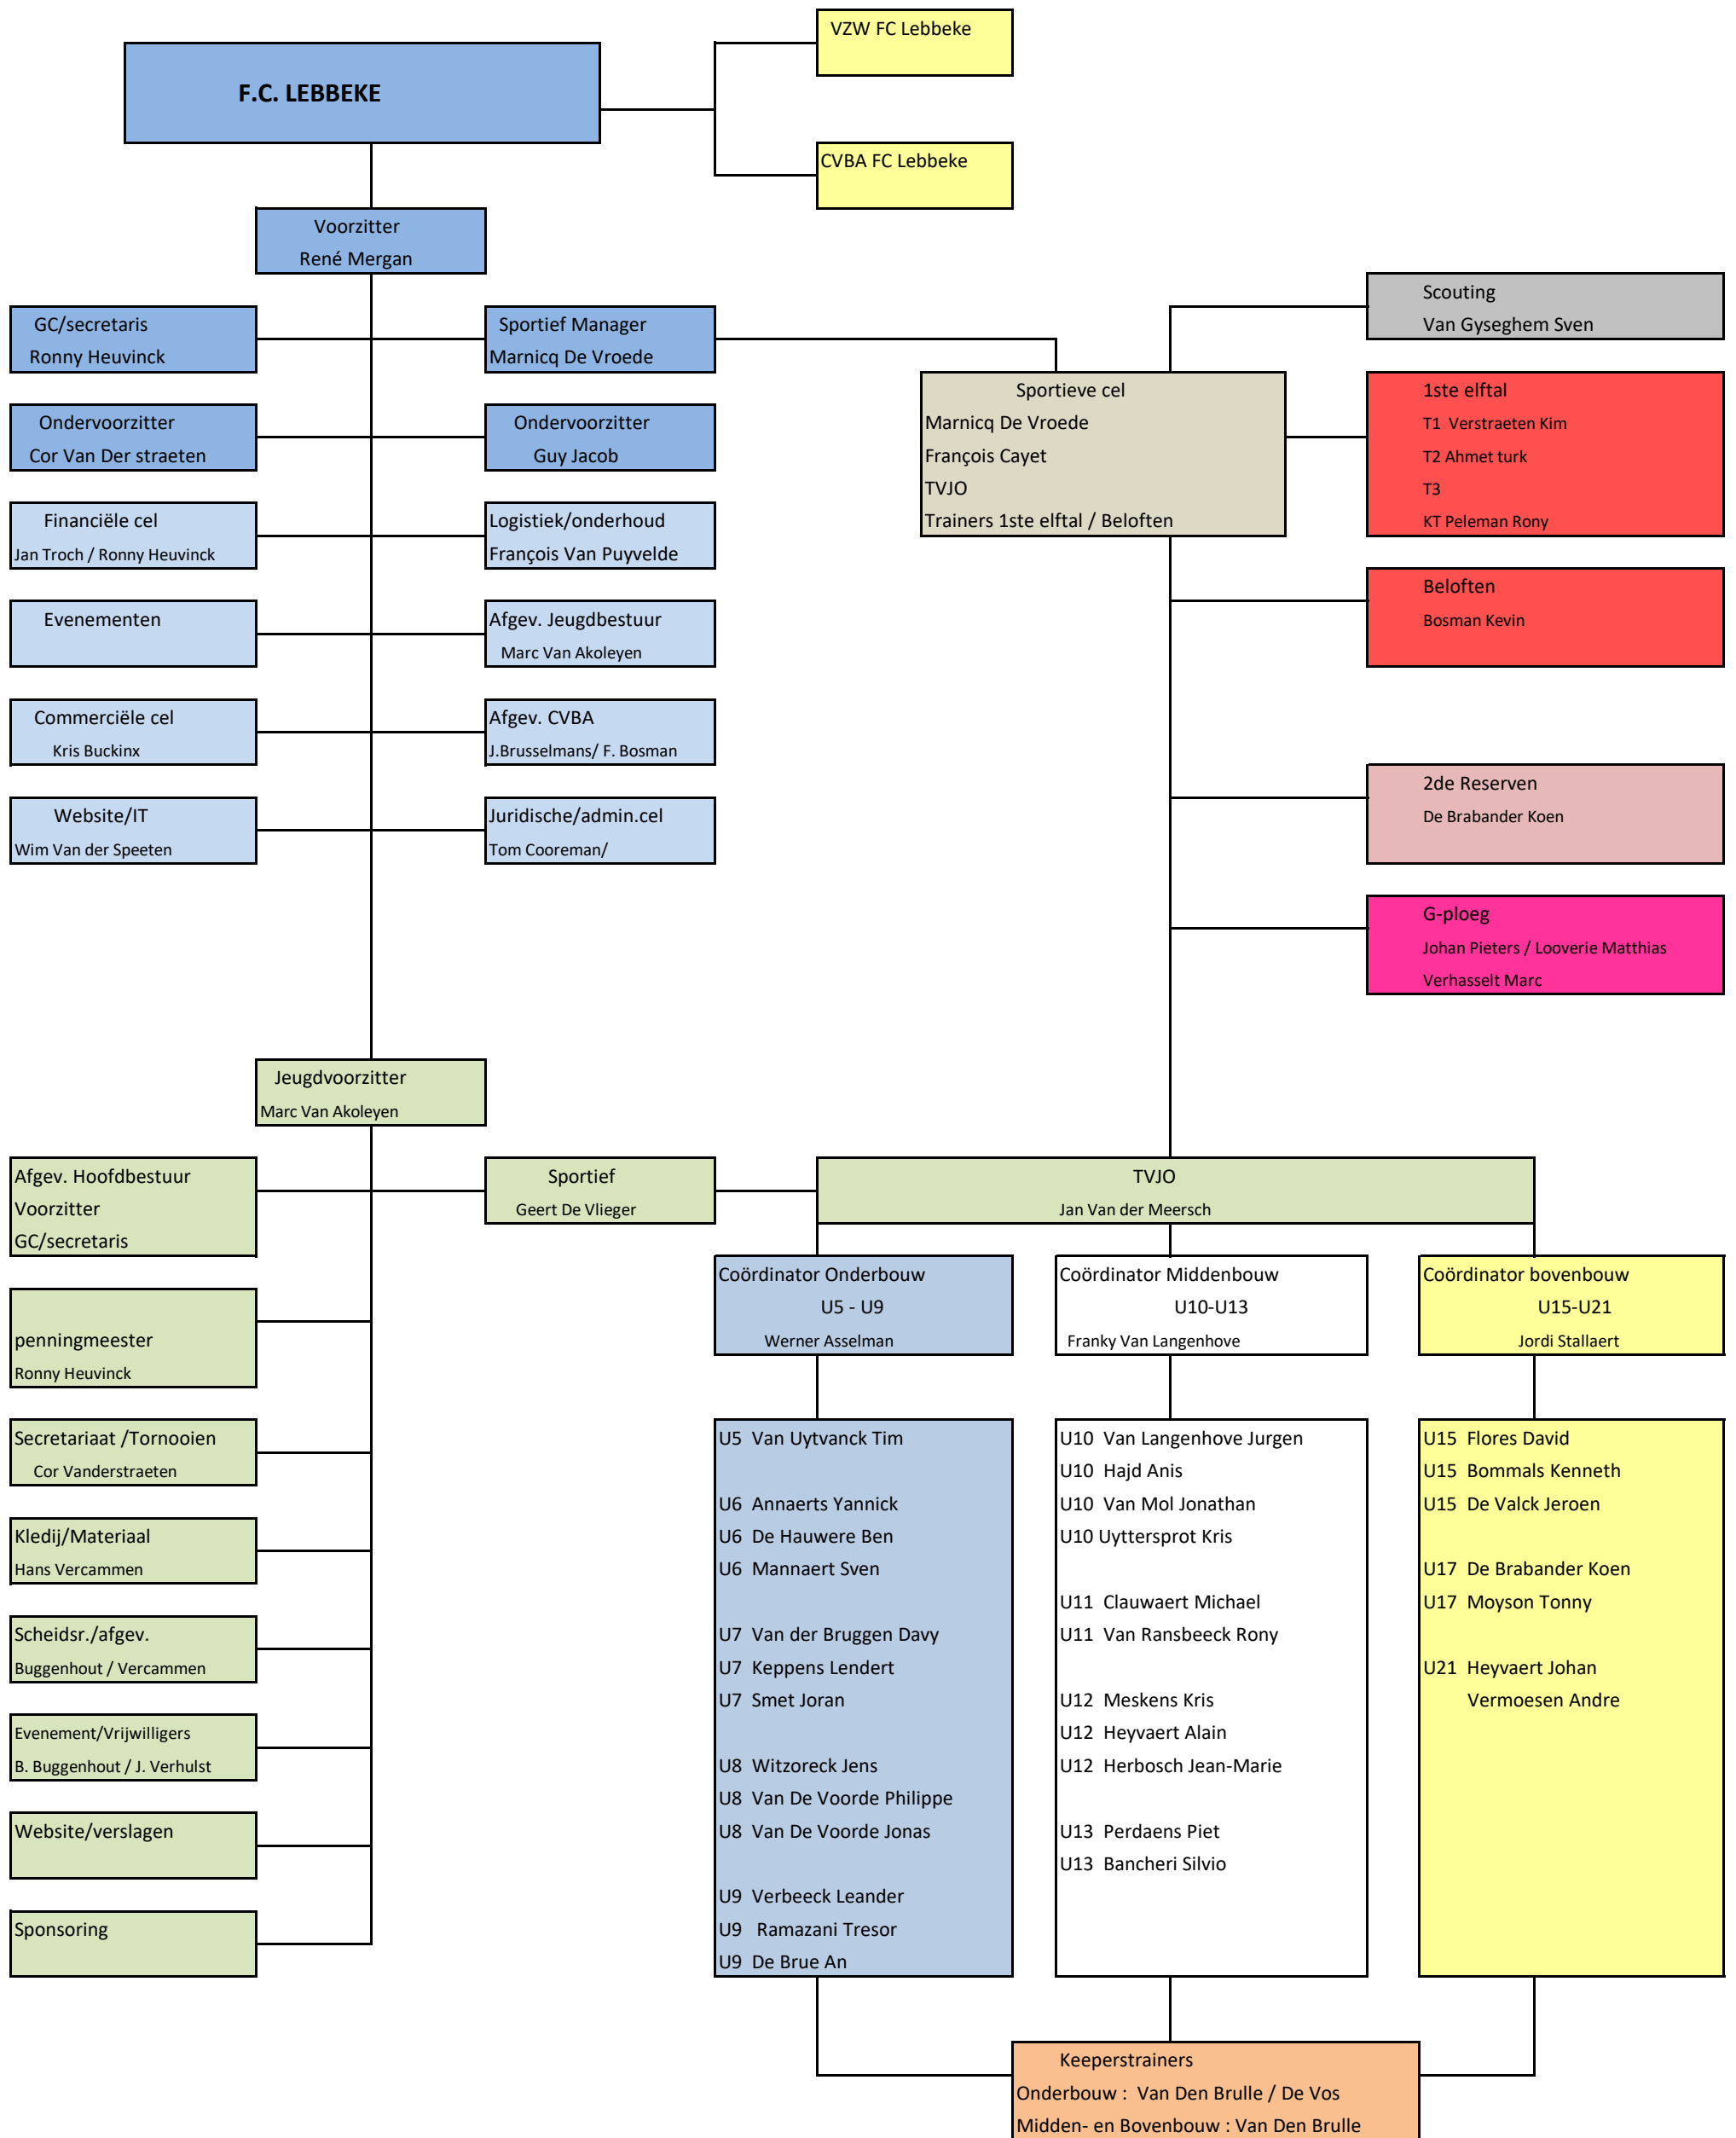 VZW FC Lebbeke
F.C. LEBBEKE
CVBA FC Lebbeke
Voorzitter
René Mergan
GC/secretaris
Ronny Heuvinck
Sportief Manager
Marnicq De Vroede
Ondervoorzitter
Cor Van Der straeten
Ondervoorzitter
Guy Jacob
Financiële cel
Jan Troch / Ronny Heuvinck
Logistiek/onderhoud
François Van Puyvelde
Evenementen
Afgev. Jeugdbestuur
Marc Van Akoleyen
Commerciële cel
Kris Buckinx
Afgev. CVBA
J.Brusselmans/ F. Bosman
Website/IT
Wim Van der Speeten
Juridische/admin.cel
Tom Cooreman/
Sportieve cel
Marnicq De Vroede
François Cayet
TVJO
Trainers 1ste elftal / Beloften
Scouting
Van Gyseghem Sven
1ste elftal
T1 Verstraeten Kim
T2 Ahmet turk
T3
KT Peleman Rony
Beloften
Bosman Kevin
2de Reserven
De Brabander Koen
G-ploeg
Johan Pieters / Looverie Matthias
Verhasselt Marc
Jeugdvoorzitter
Marc Van Akoleyen
Afgev. Hoofdbestuur
Voorzitter
GC/secretaris
Sportief
Geert De Vlieger
TVJO
Jan Van der Meersch
penningmeester
Ronny Heuvinck
Secretariaat /Tornooien
Cor Vanderstraeten
Kledij/Materiaal
Hans Vercammen
Scheidsr./afgev.
Buggenhout / Vercammen
Evenement/Vrijwilligers
B. Buggenhout / J. Verhulst
Website/verslagen
Sponsoring
Coördinator Onderbouw
U5 - U9
Werner Asselman
U5 Van Uytvanck Tim
U6 Annaerts Yannick
U6 De Hauwere Ben
U6 Mannaert Sven
U7 Van der Bruggen Davy
U7 Keppens Lendert
U7 Smet Joran
U8 Witzoreck Jens
U8 Van De Voorde Philippe
U8 Van De Voorde Jonas
U9 Verbeeck Leander
U9 Ramazani Tresor
U9 De Brue An
Coördinator Middenbouw
U10-U13
Franky Van Langenhove
U10 Van Langenhove Jurgen
U10 Hajd Anis
U10 Van Mol Jonathan
U10 Uyttersprot Kris
U11 Clauwaert Michael
U11 Van Ransbeeck Rony
U12 Meskens Kris
U12 Heyvaert Alain
U12 Herbosch Jean-Marie
U13 Perdaens Piet
U13 Bancheri Silvio
Coördinator bovenbouw
U15-U21
Jordi Stallaert
U15 Flores David
U15 Bommals Kenneth
U15 De Valck Jeroen
U17 De Brabander Koen
U17 Moyson Tonny
U21 Heyvaert Johan
Vermoesen Andre
Keeperstrainers
Onderbouw : Van Den Brulle / De Vos
Midden- en Bovenbouw : Van Den Brulle